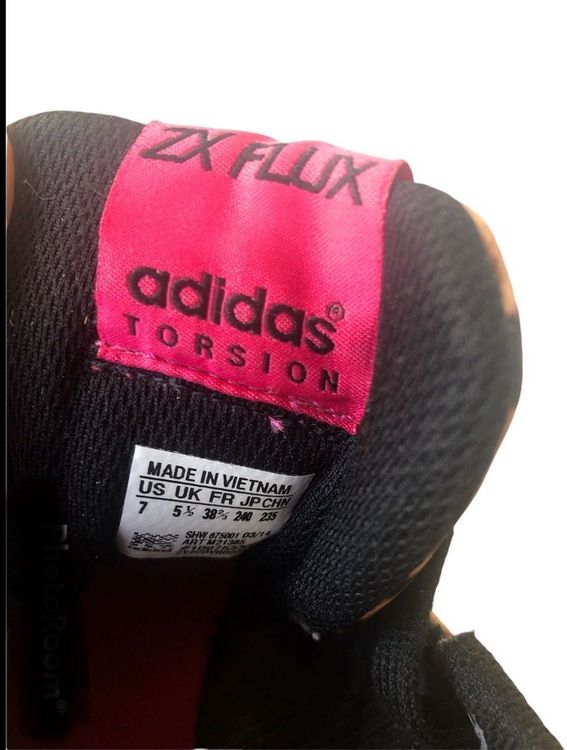 ZX FLUX
adidas®
TORSION
MADE IN VIETNAM
US UK FR JP CHN
7 5½ 38⅔ 240 235
SHW 675001 03/14
ART M21385
PhotoRoom®